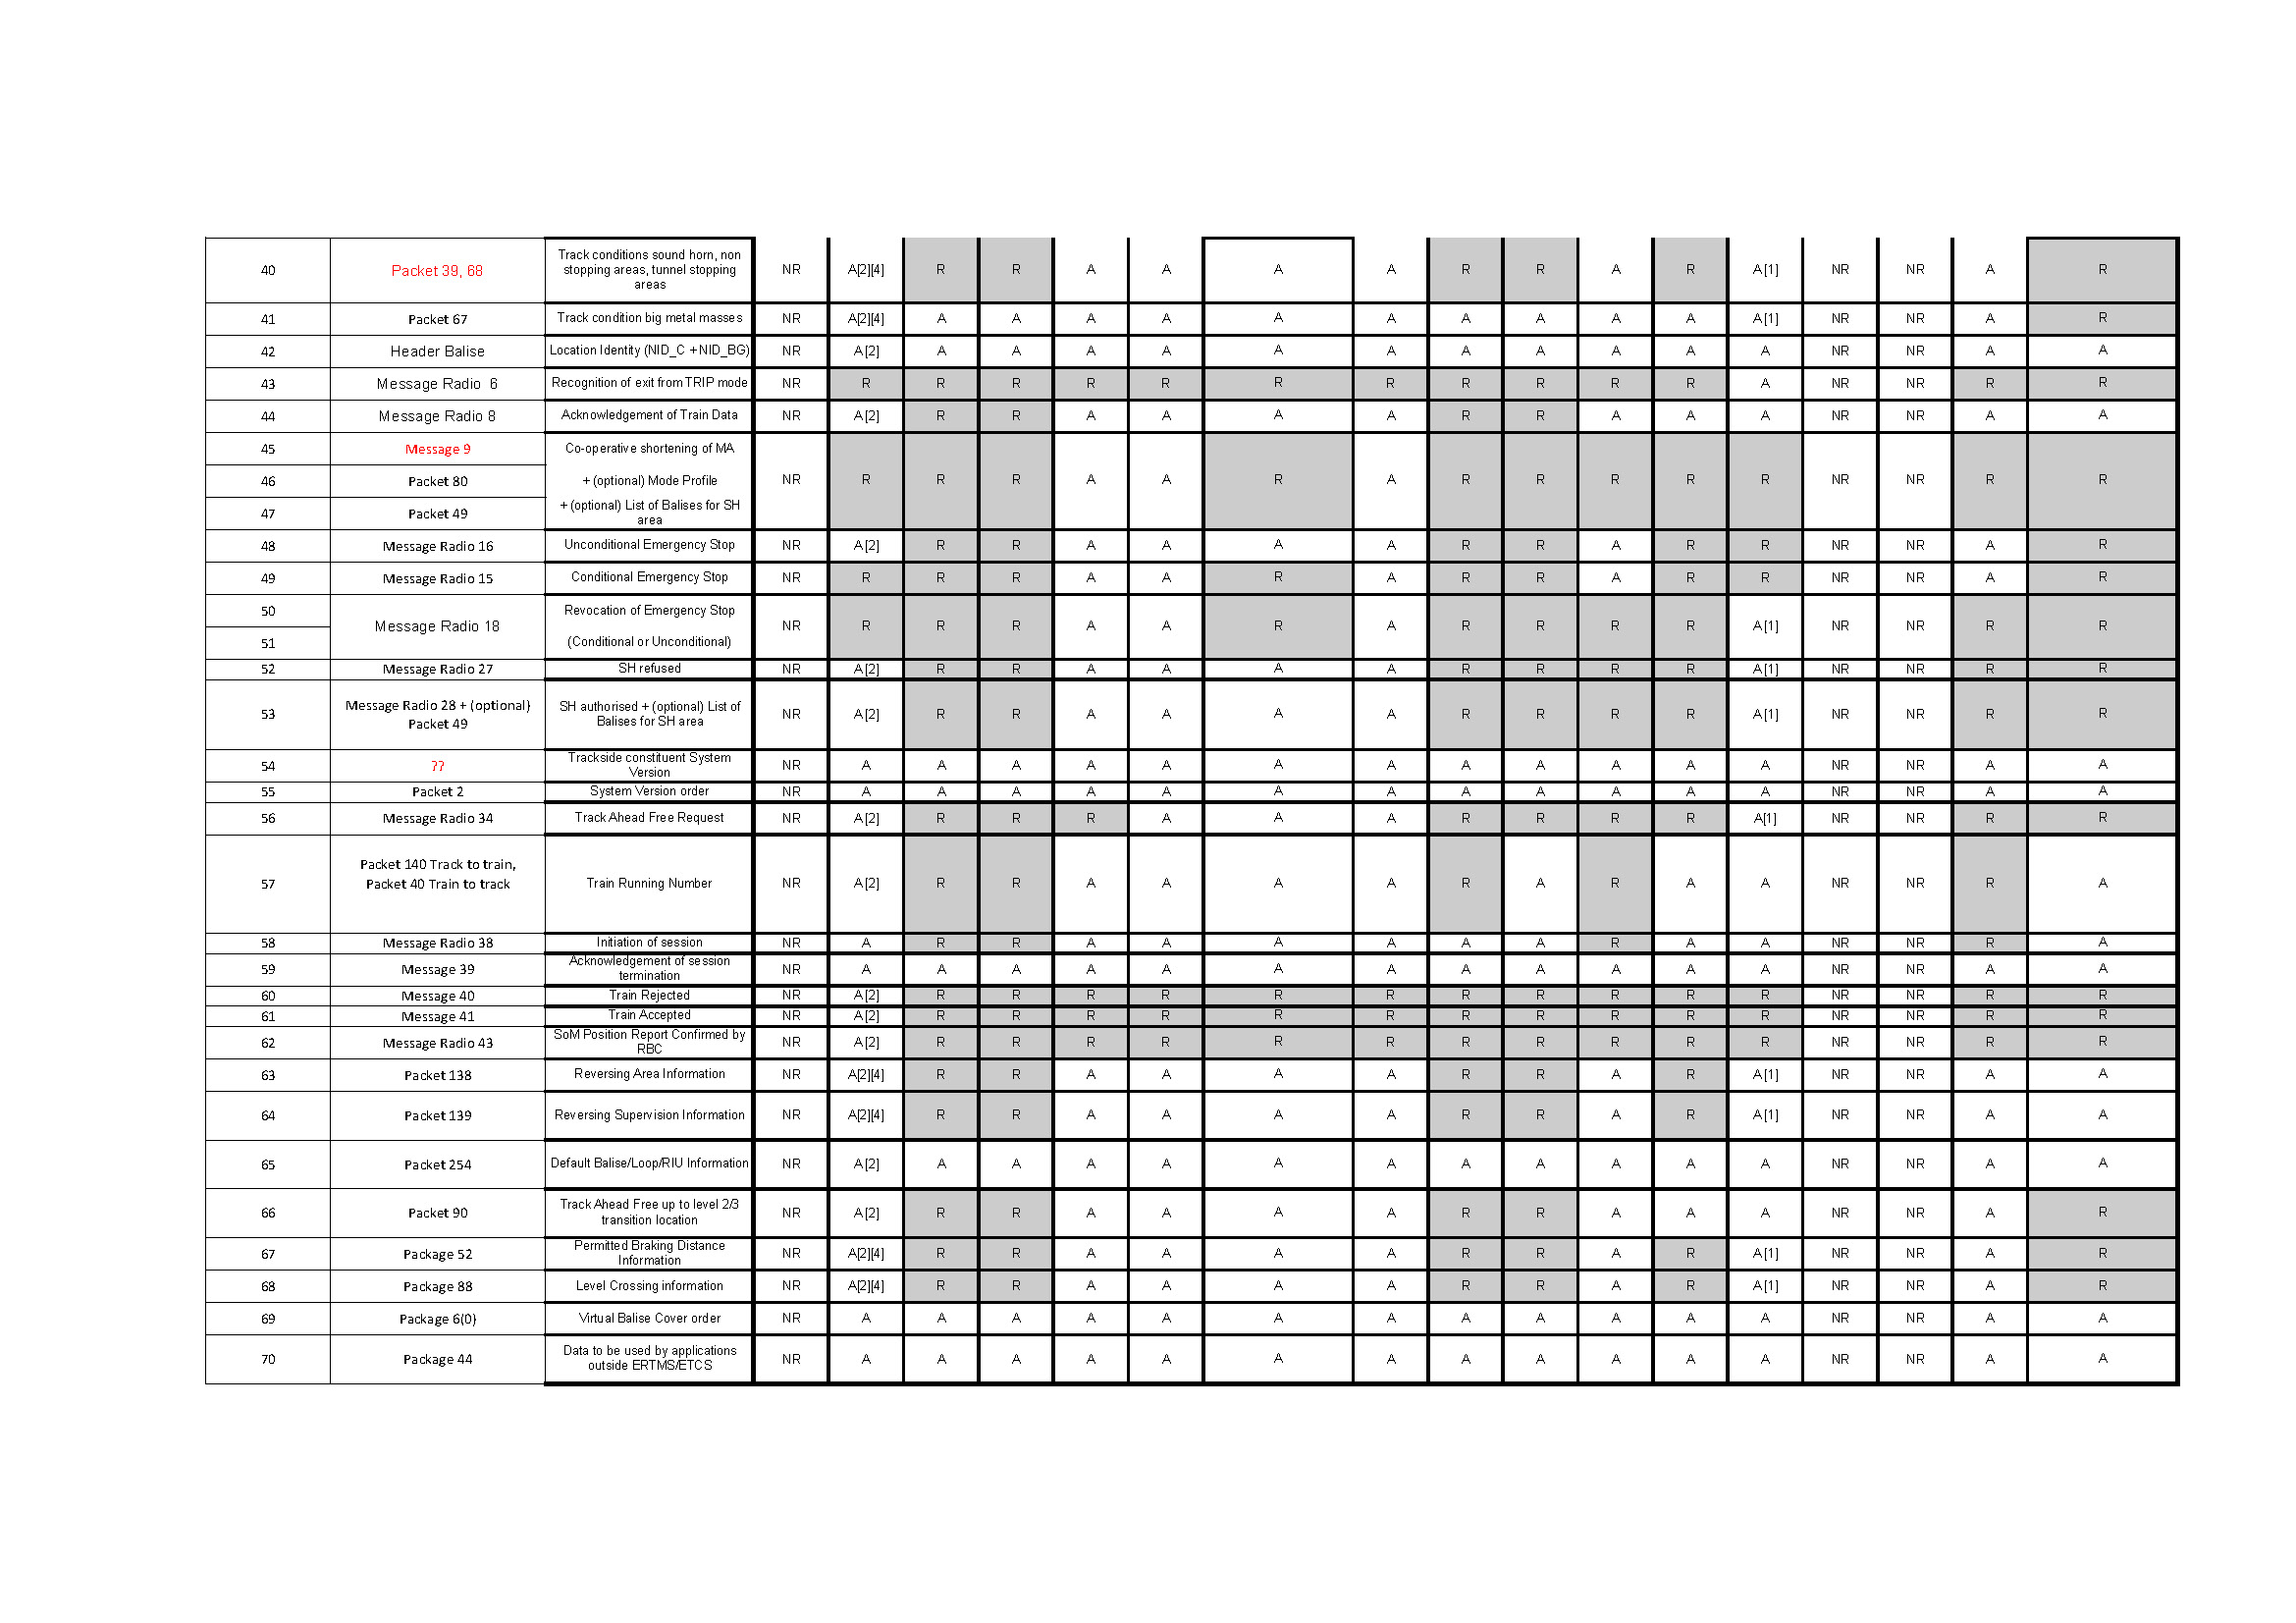 40 Packet 39, 68 Track conditions sound horn, non stopping areas, tunnel stopping areas NR A[2][4] R R A A A A R R A R A[1] NR NR A R
41 Packet 67 Track condition big metal masses NR A[2][4] A A A A A A A A A A A[1] NR NR A R
42 Header Balise Location Identity (NID_C +NID_BG) NR A[2] A A A A A A A A A A A NR NR A A
43 Message Radio 6 Recognition of exit from TRIP mode NR R R R R R R R R R R R A NR NR R R
44 Message Radio 8 Acknowledgement of Train Data NR A[2] R R A A A A R R A A A NR NR A A
45 Message 9 Co-operative shortening of MA
46 Packet 80 + (optional) Mode Profile NR R R R A A R A R R R R R NR NR R R
47 Packet 49 + (optional) List of Balises for SH area
48 Message Radio 16 Unconditional Emergency Stop NR A[2] R R A A A A R R A R R NR NR A R
49 Message Radio 15 Conditional Emergency Stop NR R R R A A R A R R A R R NR NR A R
50 Revocation of Emergency Stop
Message Radio 18 NR R R R A A R A R R R R A[1] NR NR R R
51 (Conditional or Unconditional)
52 Message Radio 27 SH refused NR A[2] R R A A A A R R R R A[1] NR NR R R
53 Message Radio 28 + (optional) Packet 49 SH authorised + (optional) List of Balises for SH area NR A[2] R R A A A A R R R R A[1] NR NR R R
54 ?? Trackside constituent System Version NR A A A A A A A A A A A A NR NR A A
55 Packet 2 System Version order NR A A A A A A A A A A A A NR NR A A
56 Message Radio 34 Track Ahead Free Request NR A[2] R R R A A A R R R R A[1] NR NR R R
57 Packet 140 Track to train, Packet 40 Train to track Train Running Number NR A[2] R R A A A A R A R A A NR NR R A
58 Message Radio 38 Initiation of session NR A R R A A A A A A R A A NR NR R A
59 Message 39 Acknowledgement of session termination NR A A A A A A A A A A A A NR NR A A
60 Message 40 Train Rejected NR A[2] R R R R R R R R R R R NR NR R R
61 Message 41 Train Accepted NR A[2] R R R R R R R R R R R NR NR R R
62 Message Radio 43 SoM Position Report Confirmed by RBC NR A[2] R R R R R R R R R R R NR NR R R
63 Packet 138 Reversing Area Information NR A[2][4] R R A A A A R R A R A[1] NR NR A A
64 Packet 139 Reversing Supervision Information NR A[2][4] R R A A A A R R A R A[1] NR NR A A
65 Packet 254 Default Balise/Loop/RIU Information NR A[2] A A A A A A A A A A A NR NR A A
66 Packet 90 Track Ahead Free up to level 2/3 transition location NR A[2] R R A A A A R R A A A NR NR A R
67 Package 52 Permitted Braking Distance Information NR A[2][4] R R A A A A R R A R A[1] NR NR A R
68 Package 88 Level Crossing information NR A[2][4] R R A A A A R R A R A[1] NR NR A R
69 Package 6(0) Virtual Balise Cover order NR A A A A A A A A A A A A NR NR A A
70 Package 44 Data to be used by applications outside ERTMS/ETCS NR A A A A A A A A A A A A NR NR A A